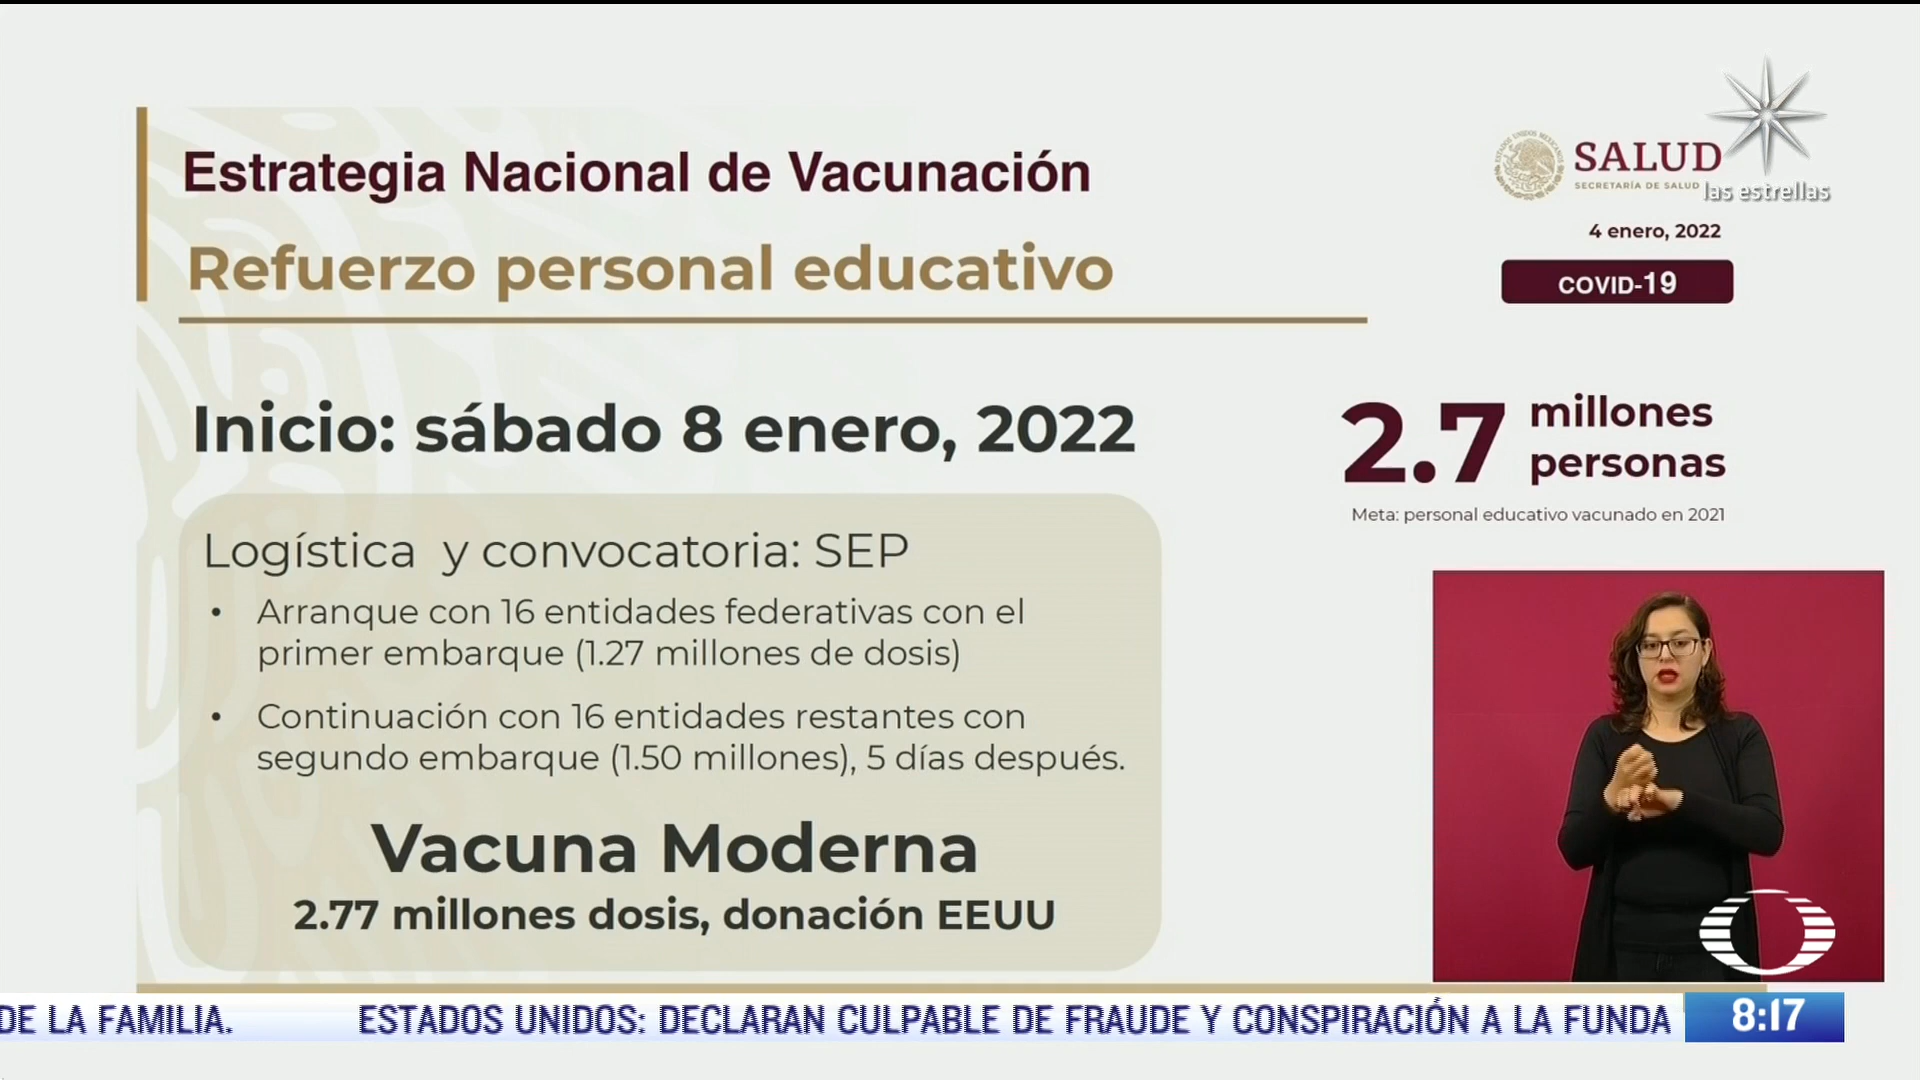 Estrategia Nacional de Vacunación
Refuerzo personal educativo
SALUD
SECRETARÍA DE SALUD
las estrellas
4 enero, 2022
COVID-19
Inicio: sábado 8 enero, 2022
2.7 millones
personas
Meta: personal educativo vacunado en 2021
Logística y convocatoria: SEP
• Arranque con 16 entidades federativas con el
primer embarque (1.27 millones de dosis)
• Continuación con 16 entidades restantes con
segundo embarque (1.50 millones), 5 días después.
Vacuna Moderna
2.77 millones dosis, donación EEUU
DE LA FAMILIA. ESTADOS UNIDOS: DECLARAN CULPABLE DE FRAUDE Y CONSPIRACIÓN A LA FUNDA
8:17